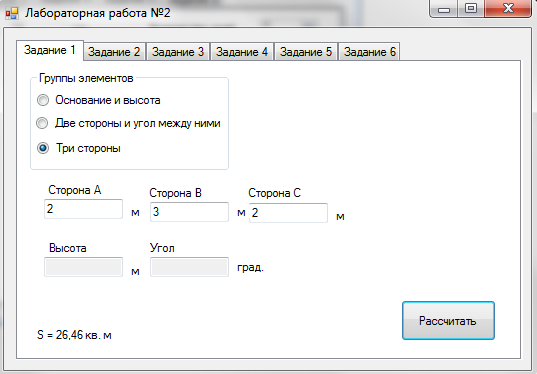 Лабораторная работа №2
Задание 1 Задание 2 Задание 3 Задание 4 Задание 5 Задание 6
Группы элементов
Основание и высота
Две стороны и угол между ними
Три стороны
Сторона A Сторона B Сторона C
2 м 3 м 2 м
Высота Угол
м град.
Рассчитать
S = 26,46 кв. м